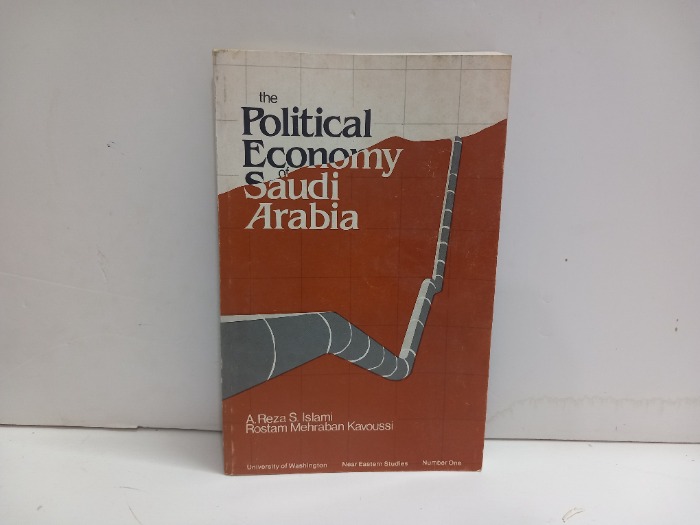 the
Political
Economy
of
Saudi
Arabia
A. Reza S. Islami
Rostam Mehraban Kavoussi
University of Washington Near Eastern Studies Number One